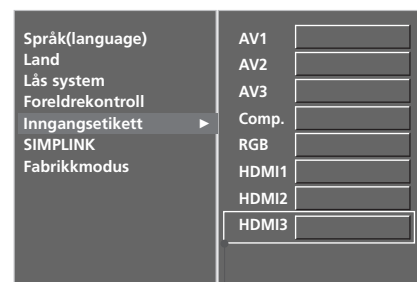 Språk(language)
Land
Lås system
Foreldrekontroll
Inngangsetikett ►
SIMPLINK
Fabrikkmodus
AV1
AV2
AV3
Comp.
RGB
HDMI1
HDMI2
HDMI3